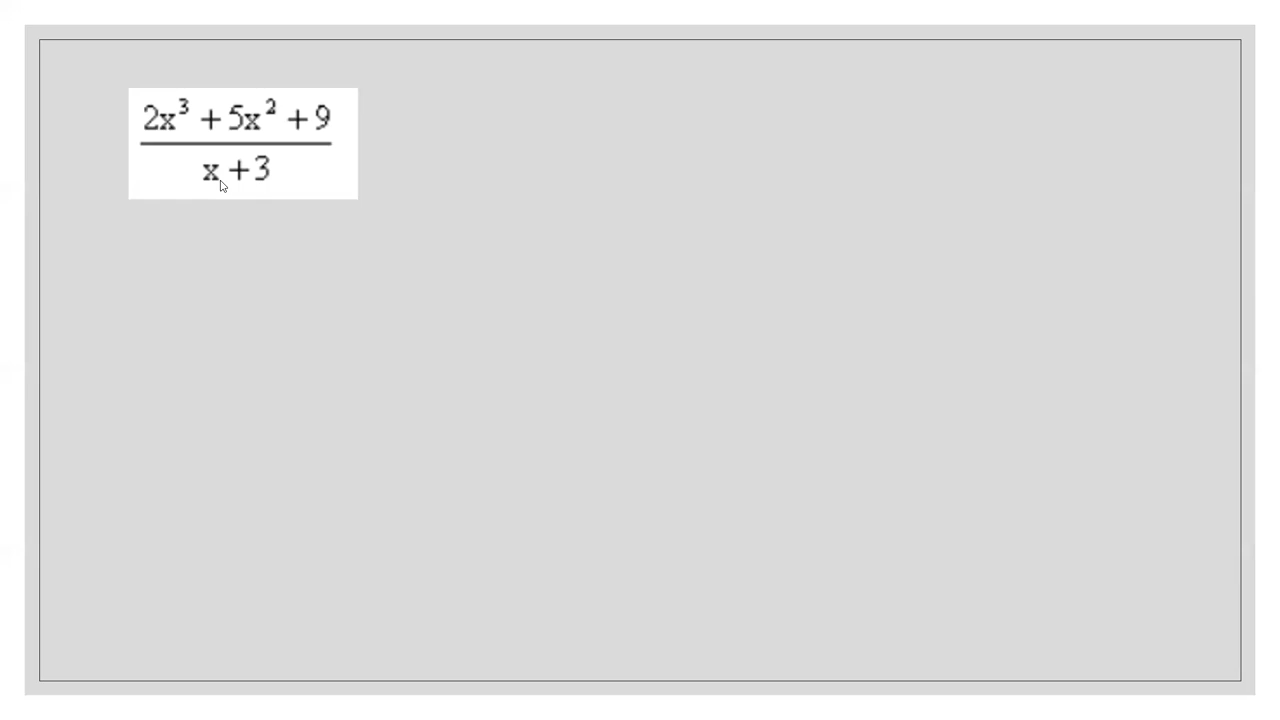 2x³ + 5x² + 9
x + 3